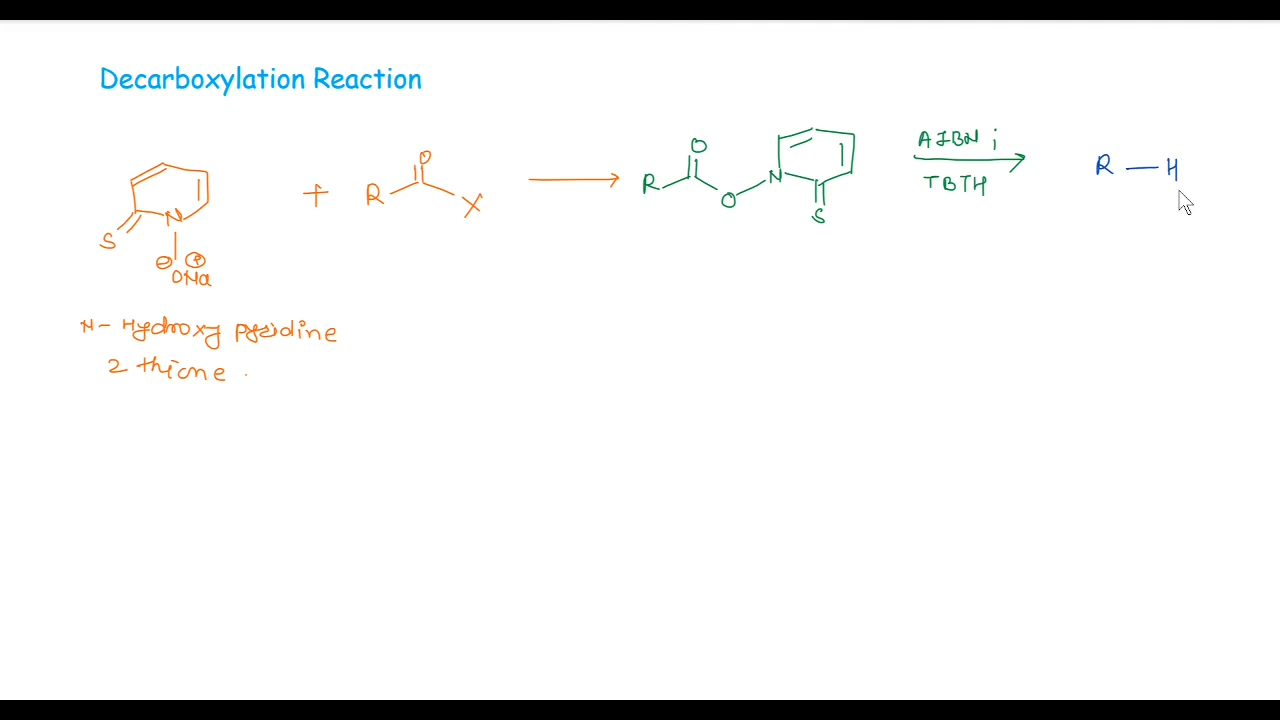 Decarboxylation Reaction
S N ⊖ ⊕ ONa
+
R O X
R O O N S
AIBN j
TBTH
R — H
N- Hydroxy pyridine
2 thione .